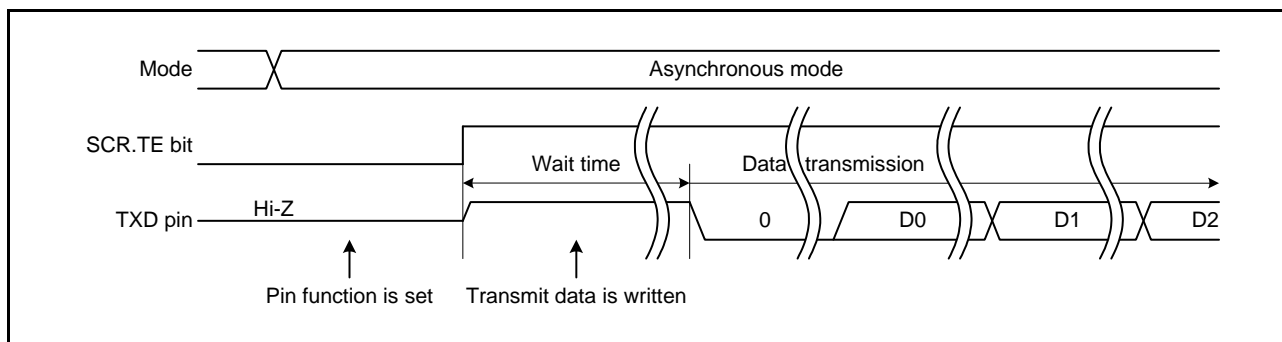 Mode
Asynchronous mode
SCR.TE bit
Wait time
Data transmission
TXD pin
Hi-Z
0
D0
D1
D2
Pin function is set
Transmit data is written